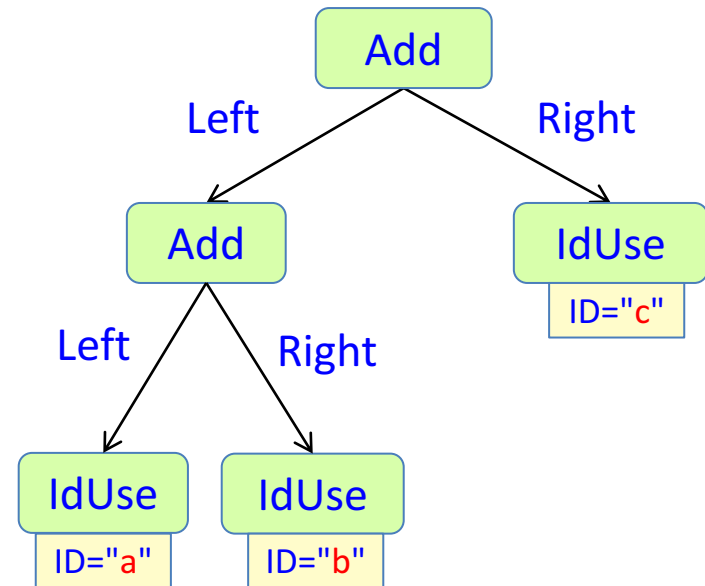 Add
Left
Right
Add
IdUse
ID="c"
Left
Right
IdUse
IdUse
ID="a"
ID="b"